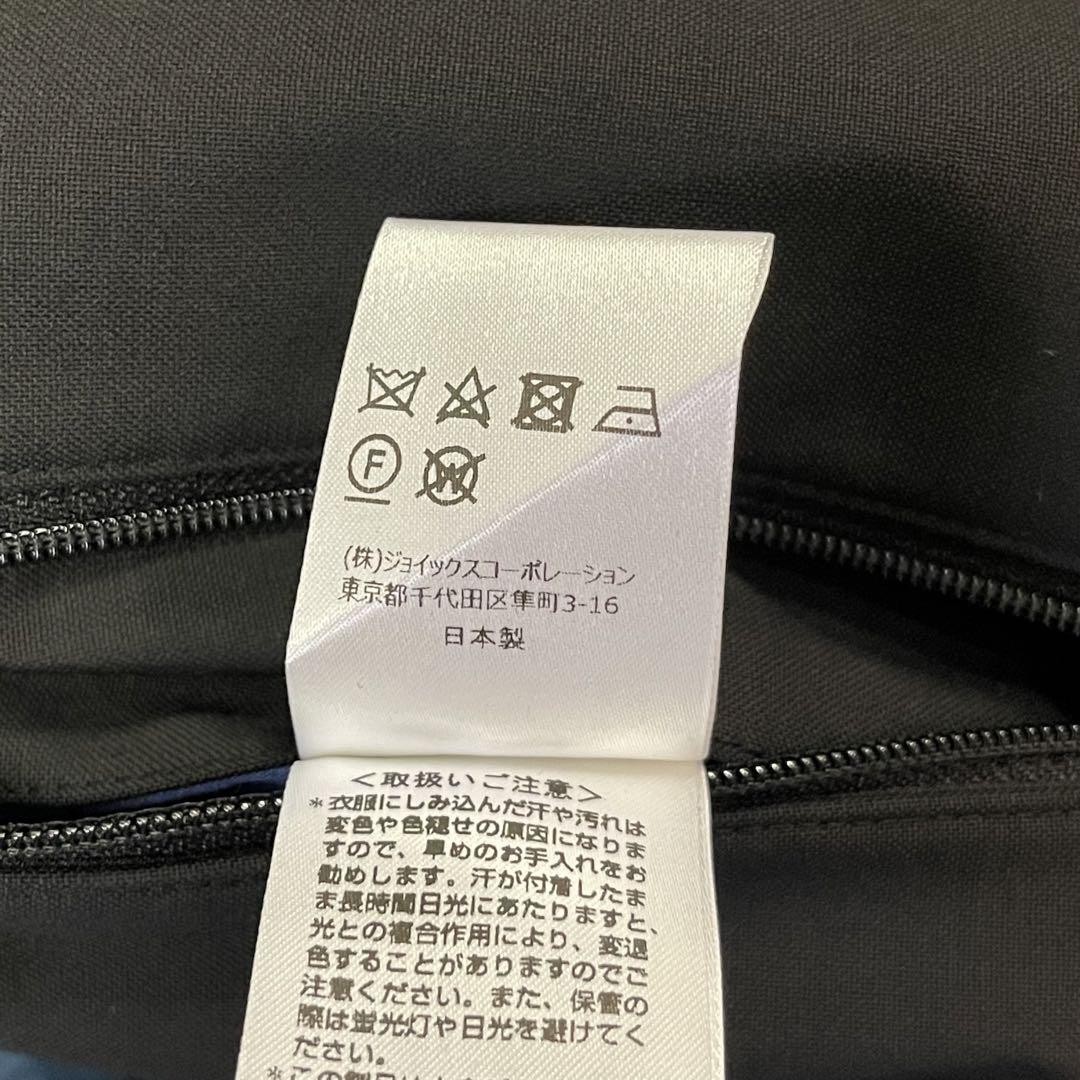 F W
(株)ジョイックスコーポレーション
東京都千代田区隼町3-16
日本製
＜取扱いご注意＞
*衣服にしみ込んだ汗や汚れは
変色や色褪せの原因になりま
すので、早めのお手入れをお
勧めします。汗が付着したま
ま長時間日光にあたりますと、
光との複合作用により、変退
色することがありますのでご
注意ください。また、保管の
際は蛍光灯や日光を避けてく
ださい。